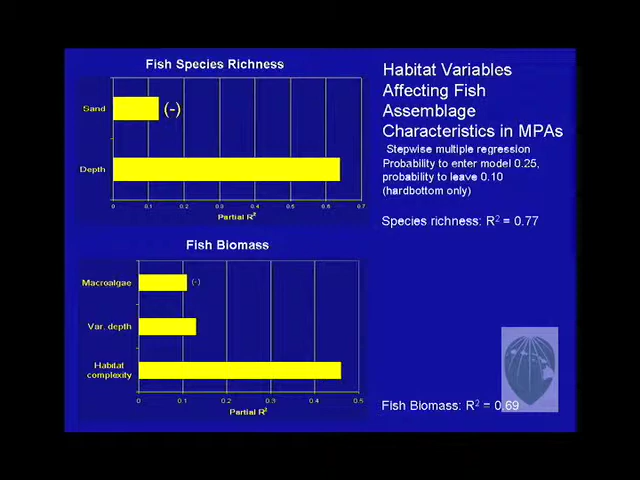 Fish Species Richness
Sand
(-)
Depth
0 0.1 0.2 0.3 0.4 0.5 0.6 0.7
Partial R²
Fish Biomass
Macroalgae
(-)
Var. depth
Habitat
complexity
0 0.1 0.2 0.3 0.4 0.5
Partial R²
Habitat Variables
Affecting Fish
Assemblage
Characteristics in MPAs
Stepwise multiple regression
Probability to enter model 0.25,
probability to leave 0.10
(hardbottom only)
Species richness: R² = 0.77
Fish Biomass: R² = 0.69